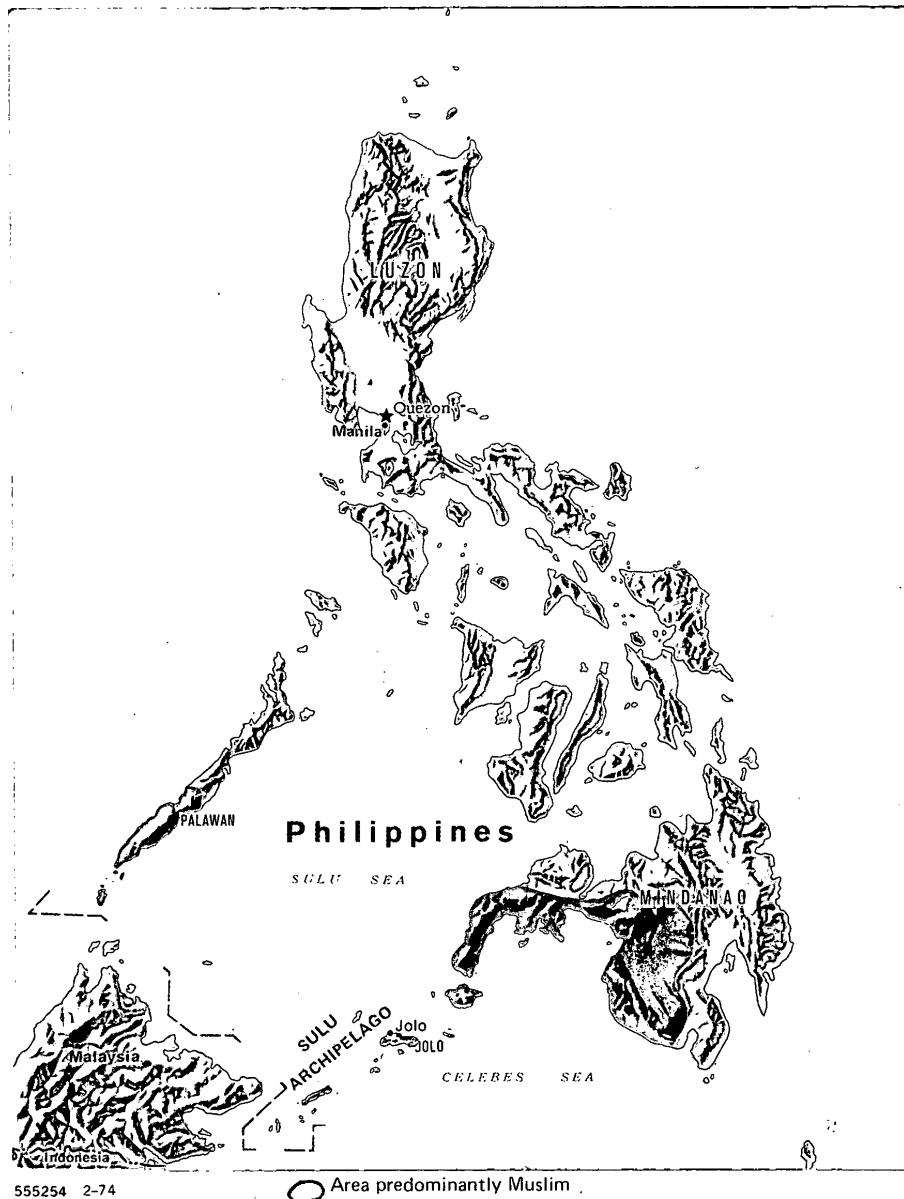 LUZON
Quezon
Manila
PALAWAN
Philippines
SULU SEA
MINDANAO
SULU
ARCHIPELAGO
Jolo
JOLO
Malaysia
CELEBES SEA
Indonesia
555254 2-74
Area predominantly Muslim